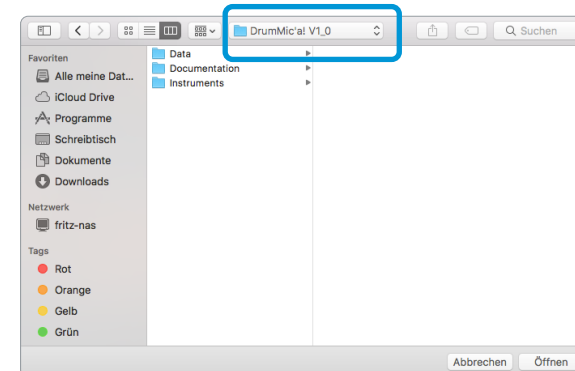 DrumMic'a! V1_0
Suchen
Favoriten
Alle meine Dat...
iCloud Drive
Programme
Schreibtisch
Dokumente
Downloads
Netzwerk
fritz-nas
Tags
Rot
Orange
Gelb
Grün
Data
Documentation
Instruments
Abbrechen Öffnen